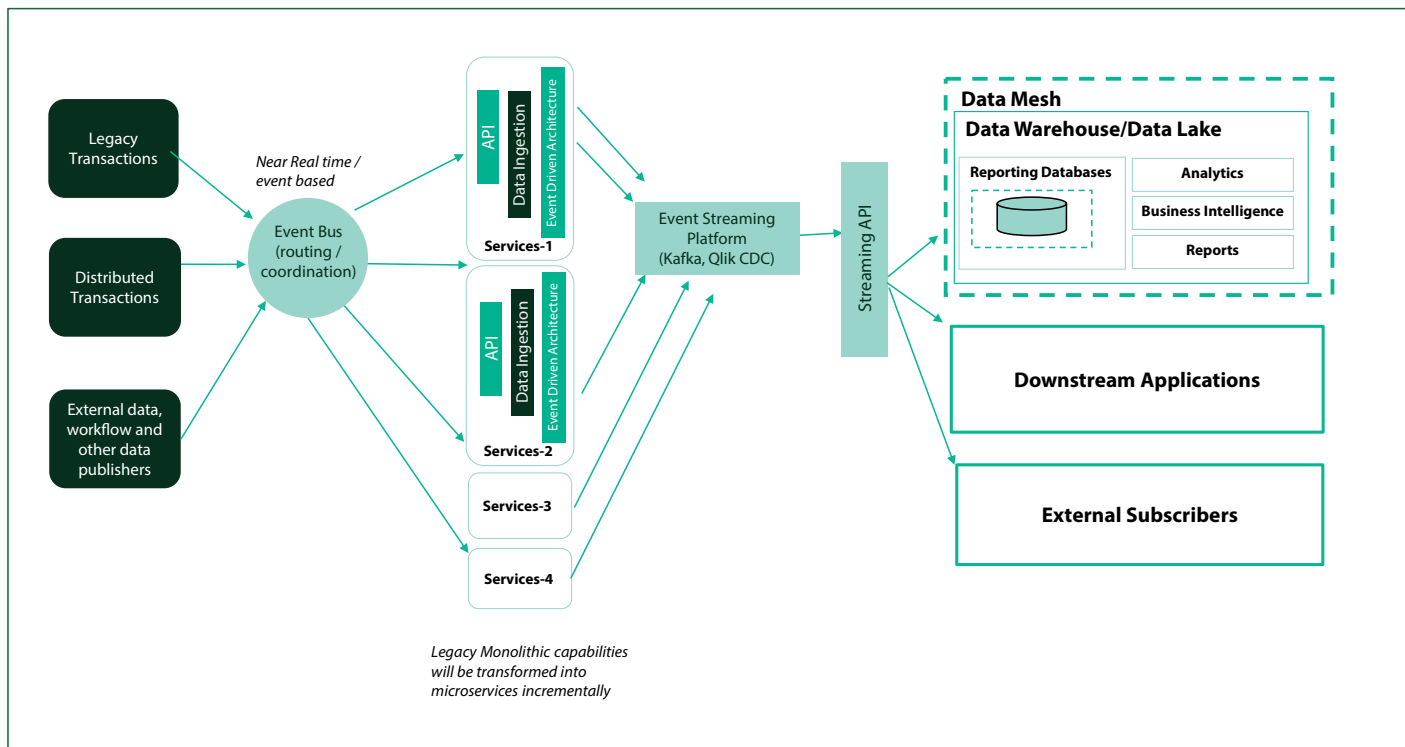 Legacy
Transactions
Distributed
Transactions
External data,
workflow and
other data
publishers
Near Real time /
event based
Event Bus
(routing /
coordination)
API
Data Ingestion
Event Driven Architecture
Services-1
API
Data Ingestion
Event Driven Architecture
Services-2
Services-3
Services-4
Legacy Monolithic capabilities
will be transformed into
microservices incrementally
Event Streaming
Platform
(Kafka, Qlik CDC)
Streaming API
Data Mesh
Data Warehouse/Data Lake
Reporting Databases
Analytics
Business Intelligence
Reports
Downstream Applications
External Subscribers